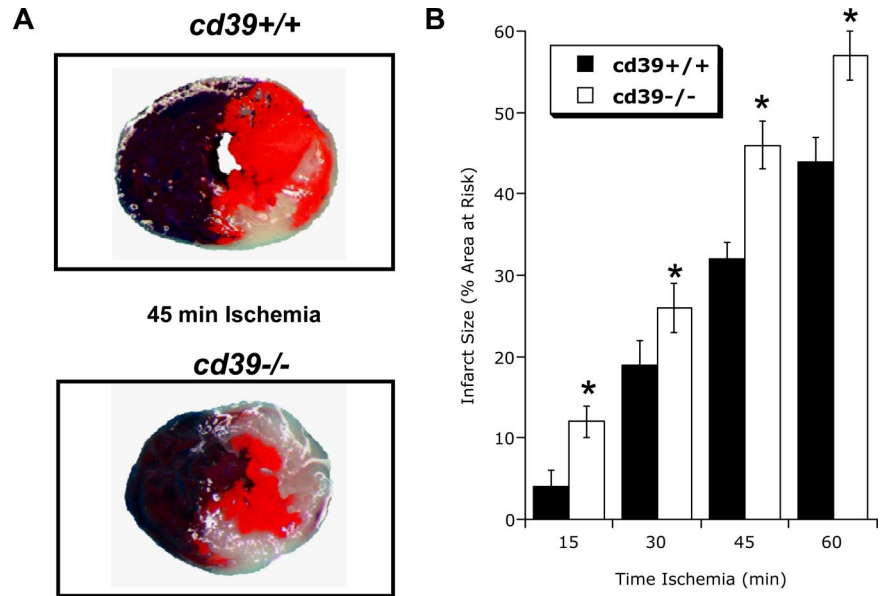 A
cd39+/+
45 min Ischemia
cd39-/-
B
Infarct Size (% Area at Risk)
60
50
40
30
20
10
0
cd39+/+
cd39-/-
*
*
*
*
15 30 45 60
Time Ischemia (min)